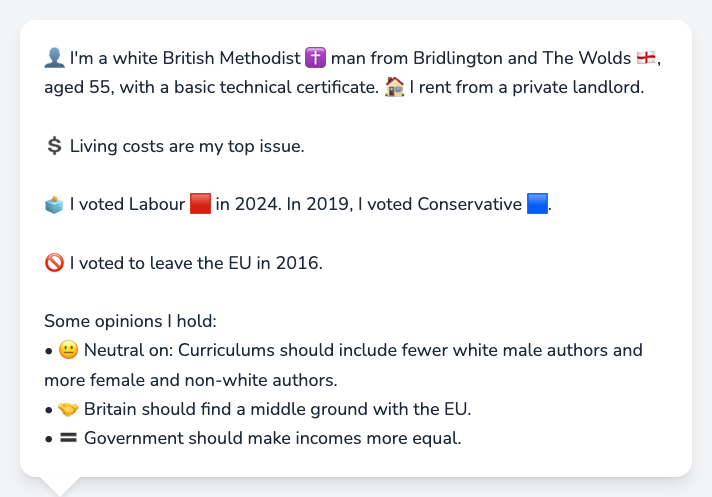 👤 I'm a white British Methodist ✝️ man from Bridlington and The Wolds 🏴󠁧󠁢󠁥󠁮󠁧󠁿,
aged 55, with a basic technical certificate. 🏠 I rent from a private landlord.
💲 Living costs are my top issue.
🗳️ I voted Labour 🟥 in 2024. In 2019, I voted Conservative 🟦.
🚫 I voted to leave the EU in 2016.
Some opinions I hold:
• 😐 Neutral on: Curriculums should include fewer white male authors and
more female and non-white authors.
• 🤝 Britain should find a middle ground with the EU.
• 🟰 Government should make incomes more equal.